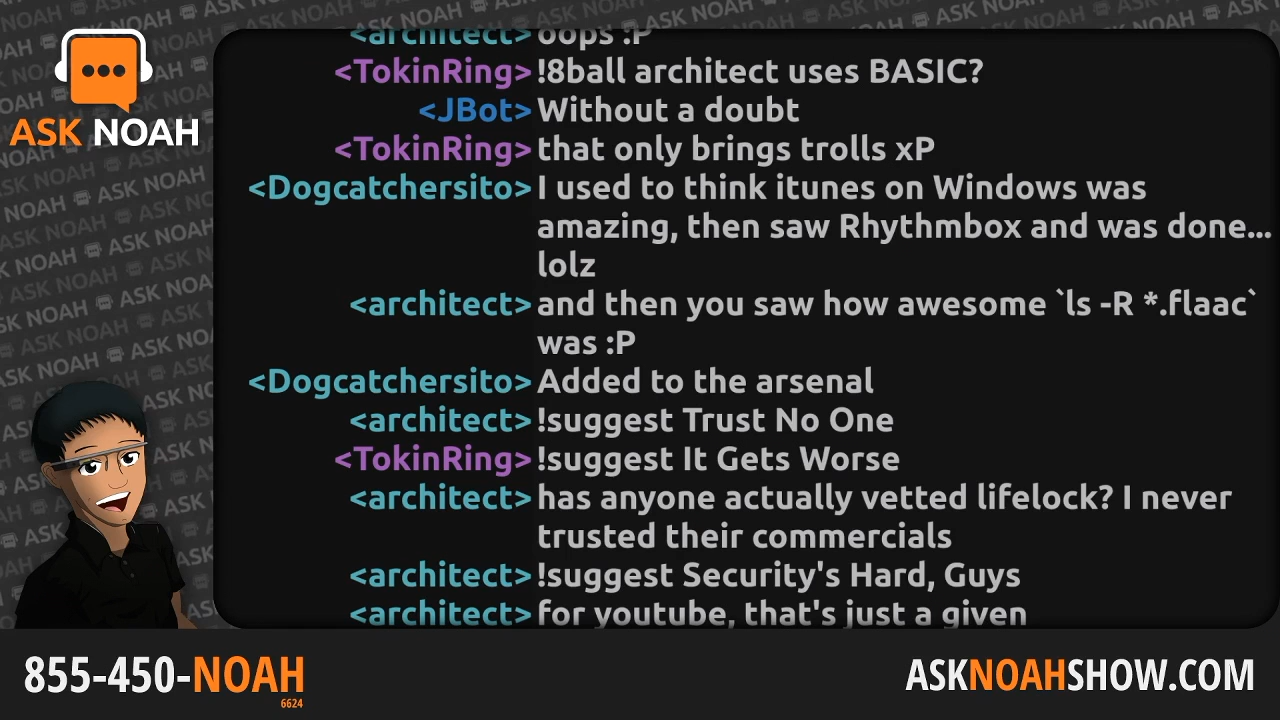 ASK NOAH
<architect> oops :P
<TokinRing> !8ball architect uses BASIC?
<JBot> Without a doubt
<TokinRing> that only brings trolls xP
<Dogcatchersito> I used to think itunes on Windows was
amazing, then saw Rhythmbox and was done...
lolz
<architect> and then you saw how awesome `ls -R *.flaac`
was :P
<Dogcatchersito> Added to the arsenal
<architect> !suggest Trust No One
<TokinRing> !suggest It Gets Worse
<architect> has anyone actually vetted lifelock? I never
trusted their commercials
<architect> !suggest Security's Hard, Guys
<architect> for youtube, that's just a given
855-450-NOAH
6624
ASKNOAHSHOW.COM